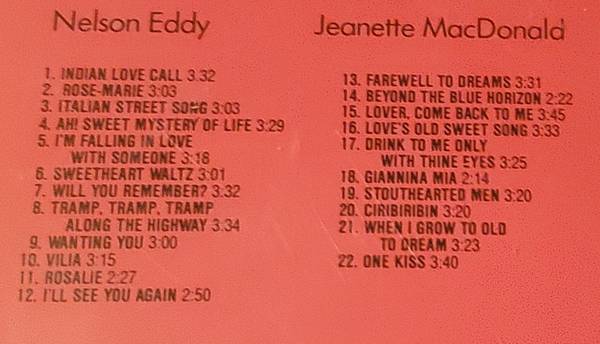 Nelson Eddy
Jeanette MacDonald
1. INDIAN LOVE CALL 3.32
2. ROSE-MARIE 3:03
3. ITALIAN STREET SONG 3:03
4. AH! SWEET MYSTERY OF LIFE 3:29
5. I'M FALLING IN LOVE
WITH SOMEONE 3:18
6. SWEETHEART WALTZ 3:01
7. WILL YOU REMEMBER? 3:32
8. TRAMP, TRAMP, TRAMP
ALONG THE HIGHWAY 3:34
9. WANTING YOU 3:00
10. VILIA 3:15
11. ROSALIE 2:27
12. I'LL SEE YOU AGAIN 2:50
13. FAREWELL TO DREAMS 3:31
14. BEYOND THE BLUE HORIZON 2:22
15. LOVER, COME BACK TO ME 3:45
16. LOVE'S OLD SWEET SONG 3:33
17. DRINK TO ME ONLY
WITH THINE EYES 3:25
18. GIANNINA MIA 2:14
19. STOUTHEARTED MEN 3:20
20. CIRIBIRIBIN 3:20
21. WHEN I GROW TO OLD
TO DREAM 3:23
22. ONE KISS 3:40